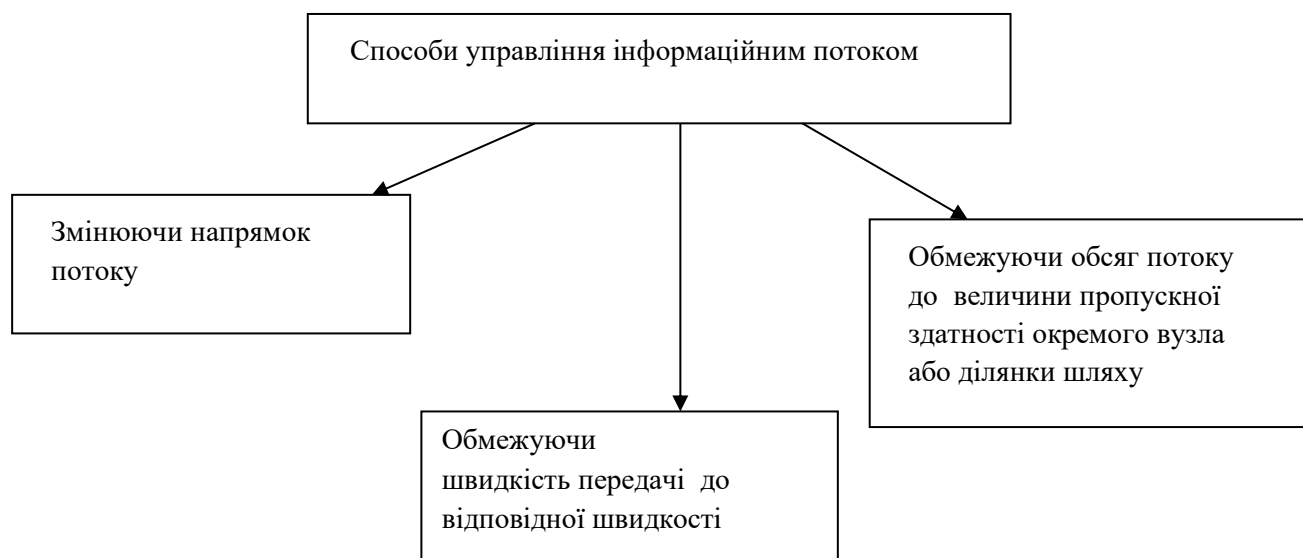 Способи управління інформаційним потоком
Змінюючи напрямок
потоку
Обмежуючи обсяг потоку
до величини пропускної
здатності окремого вузла
або ділянки шляху
Обмежуючи
швидкість передачі до
відповідної швидкості